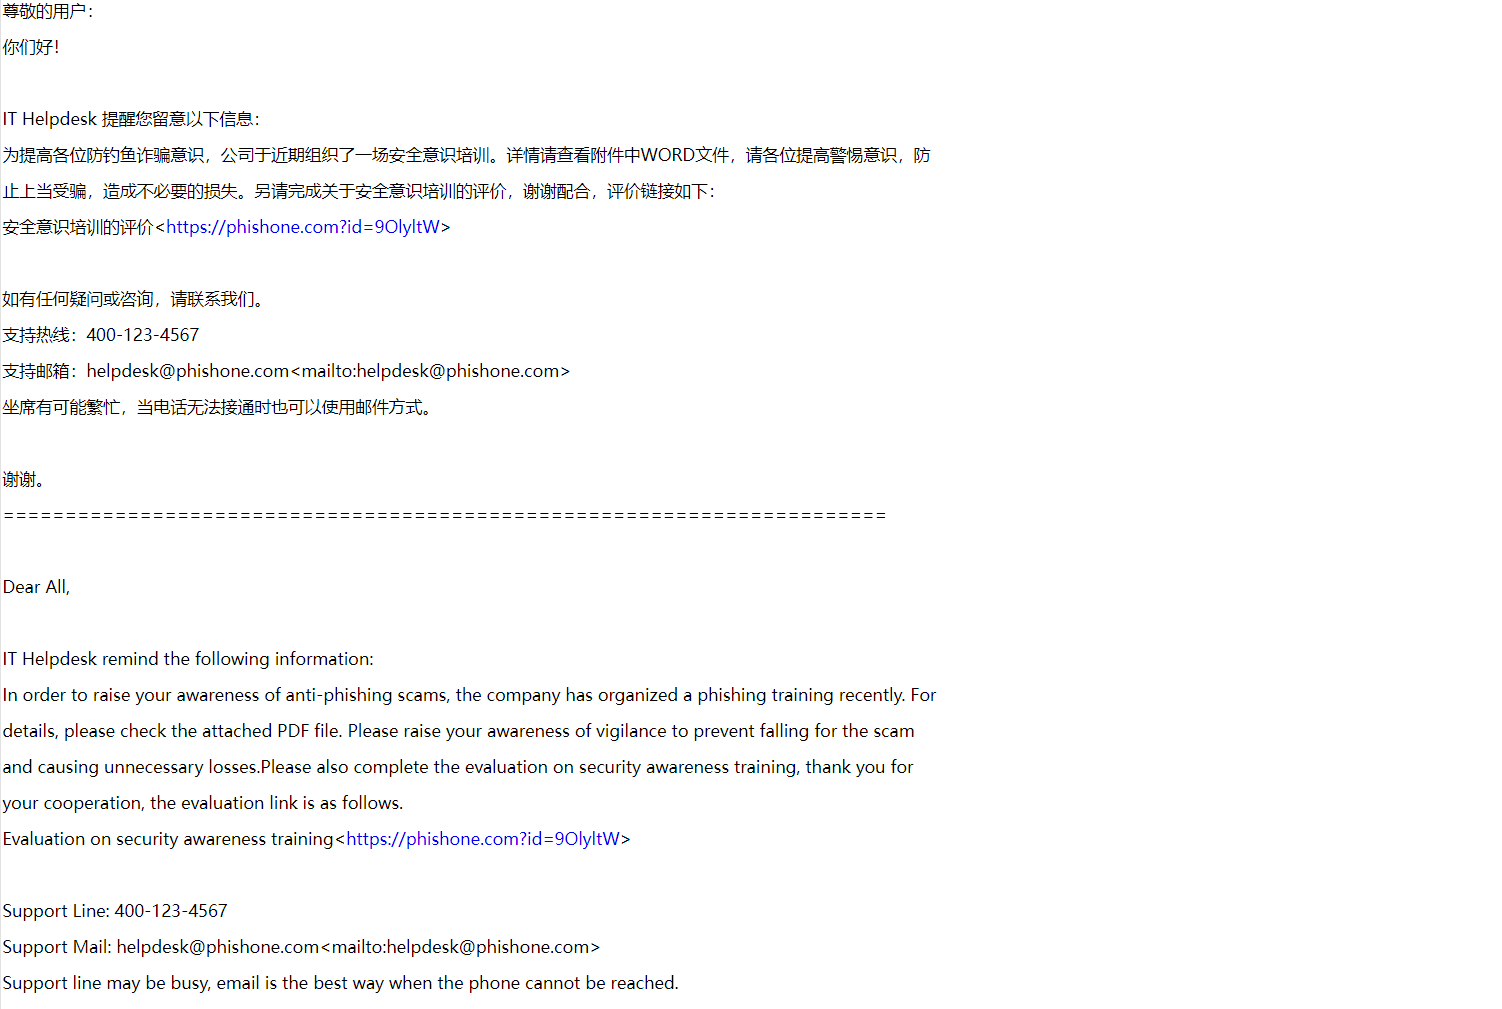 尊敬的用户：
你们好！
IT Helpdesk 提醒您留意以下信息：
为提高各位防钓鱼诈骗意识，公司于近期组织了一场安全意识培训。详情请查看附件中WORD文件，请各位提高警惕意识，防
止上当受骗，造成不必要的损失。另请完成关于安全意识培训的评价，谢谢配合，评价链接如下：
安全意识培训的评价<https://phishone.com?id=9OlyltW>
如有任何疑问或咨询，请联系我们。
支持热线：400-123-4567
支持邮箱：helpdesk@phishone.com<mailto:helpdesk@phishone.com>
坐席有可能繁忙，当电话无法接通时也可以使用邮件方式。
谢谢。
========================================================================
Dear All,
IT Helpdesk remind the following information:
In order to raise your awareness of anti-phishing scams, the company has organized a phishing training recently. For
details, please check the attached PDF file. Please raise your awareness of vigilance to prevent falling for the scam
and causing unnecessary losses.Please also complete the evaluation on security awareness training, thank you for
your cooperation, the evaluation link is as follows.
Evaluation on security awareness training<https://phishone.com?id=9OlyltW>
Support Line: 400-123-4567
Support Mail: helpdesk@phishone.com<mailto:helpdesk@phishone.com>
Support line may be busy, email is the best way when the phone cannot be reached.